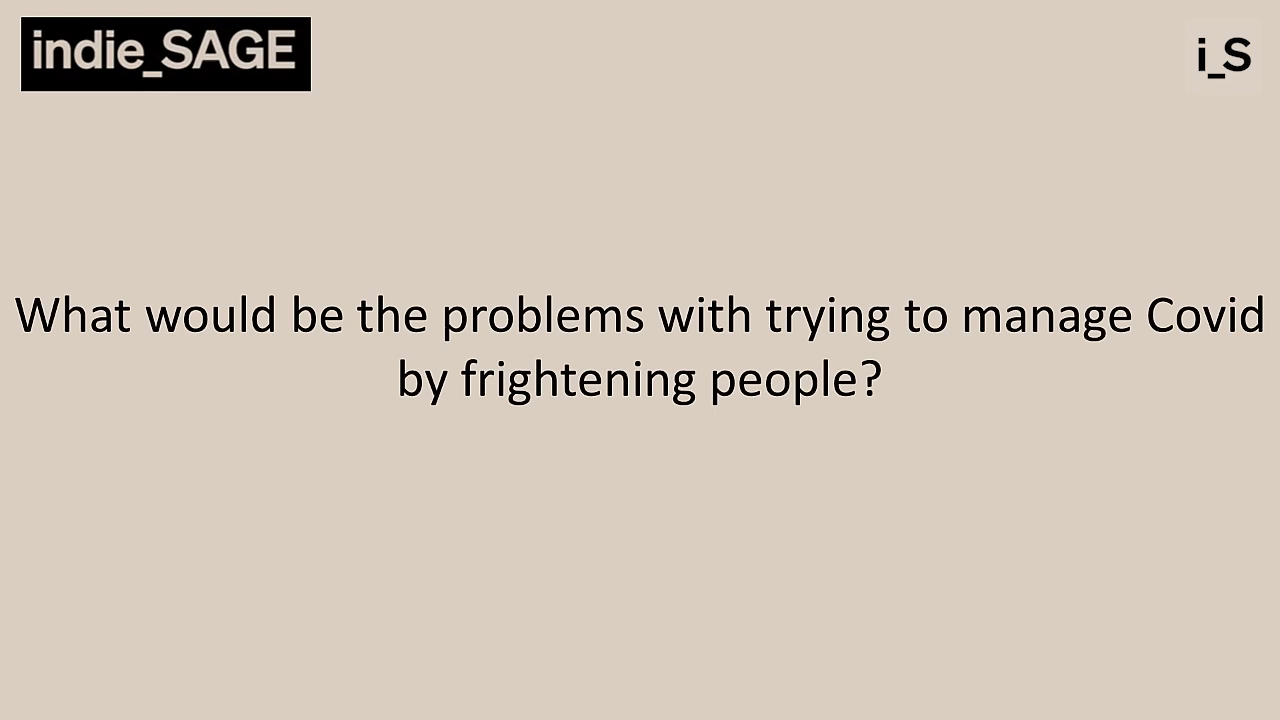 indie_SAGE
i_S
What would be the problems with trying to manage Covid
by frightening people?